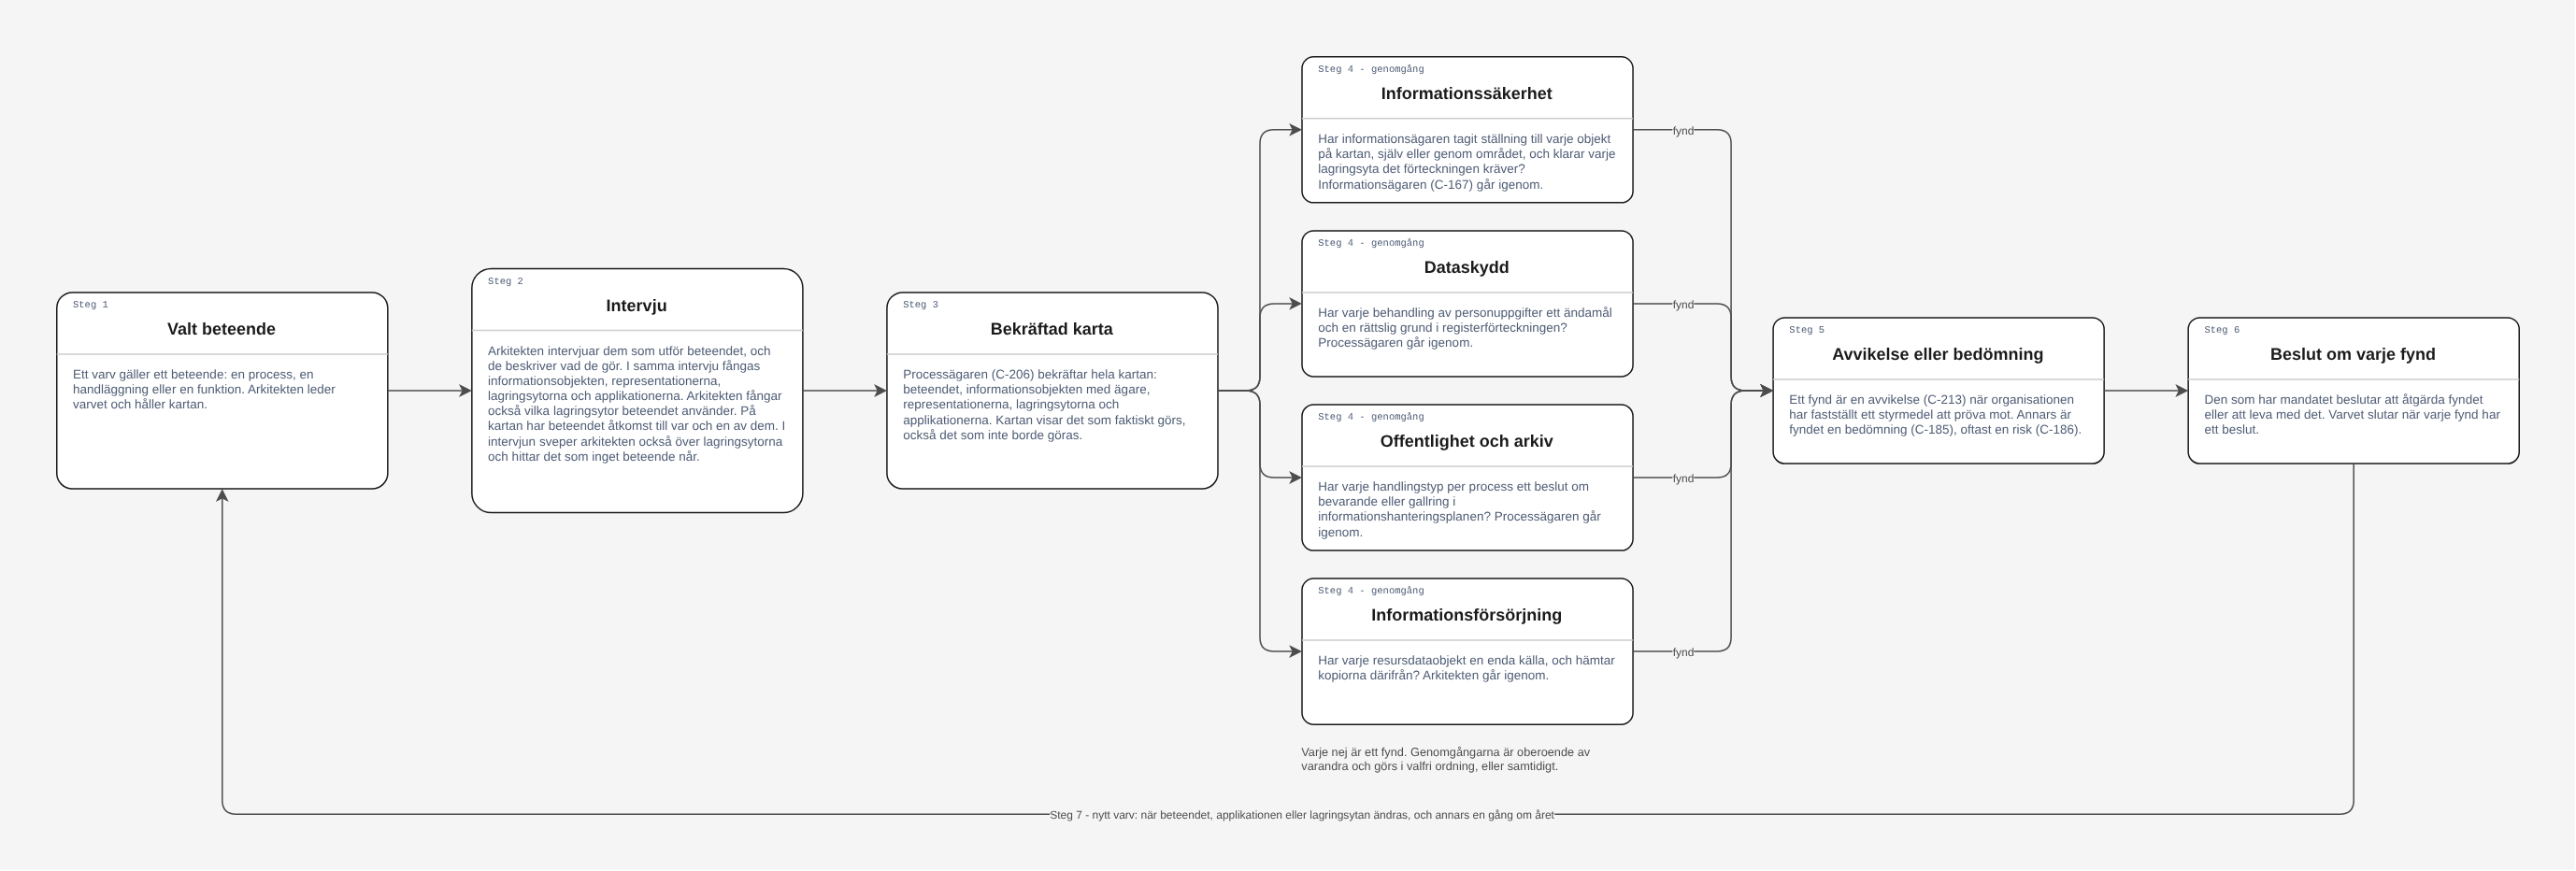 Steg 1
Valt beteende
Ett varv gäller ett beteende: en process, en
handläggning eller en funktion. Arkitekten leder
varvet och håller kartan.
Steg 2
Intervju
Arkitekten intervjuar dem som utför beteendet, och
de beskriver vad de gör. I samma intervju fångas
informationsobjekten, representationerna,
lagringsytorna och applikationerna. Arkitekten fångar
också vilka lagringsytor beteendet använder. På
kartan har beteendet åtkomst till var och en av dem. I
intervjun sveper arkitekten också över lagringsytorna
och hittar det som inget beteende når.
Steg 3
Bekräftad karta
Processägaren (C-206) bekräftar hela kartan:
beteendet, informationsobjekten med ägare,
representationerna, lagringsytorna och
applikationerna. Kartan visar det som faktiskt görs,
också det som inte borde göras.
Steg 4 - genomgång
Informationssäkerhet
Har informationsägaren tagit ställning till varje objekt
på kartan, själv eller genom området, och klarar varje
lagringsyta det förteckningen kräver?
Informationsägaren (C-167) går igenom.
fynd
Steg 4 - genomgång
Dataskydd
Har varje behandling av personuppgifter ett ändamål
och en rättslig grund i registerförteckningen?
Processägaren går igenom.
fynd
Steg 4 - genomgång
Offentlighet och arkiv
Har varje handlingstyp per process ett beslut om
bevarande eller gallring i
informationshanteringsplanen? Processägaren går
igenom.
fynd
Steg 4 - genomgång
Informationsförsörjning
Har varje resursdataobjekt en enda källa, och hämtar
kopiorna därifrån? Arkitekten går igenom.
fynd
Varje nej är ett fynd. Genomgångarna är oberoende av
varandra och görs i valfri ordning, eller samtidigt.
Steg 5
Avvikelse eller bedömning
Ett fynd är en avvikelse (C-213) när organisationen
har fastställt ett styrmedel att pröva mot. Annars är
fyndet en bedömning (C-185), oftast en risk (C-186).
Steg 6
Beslut om varje fynd
Den som har mandatet beslutar att åtgärda fyndet
eller att leva med det. Varvet slutar när varje fynd har
ett beslut.
Steg 7 - nytt varv: när beteendet, applikationen eller lagringsytan ändras, och annars en gång om året